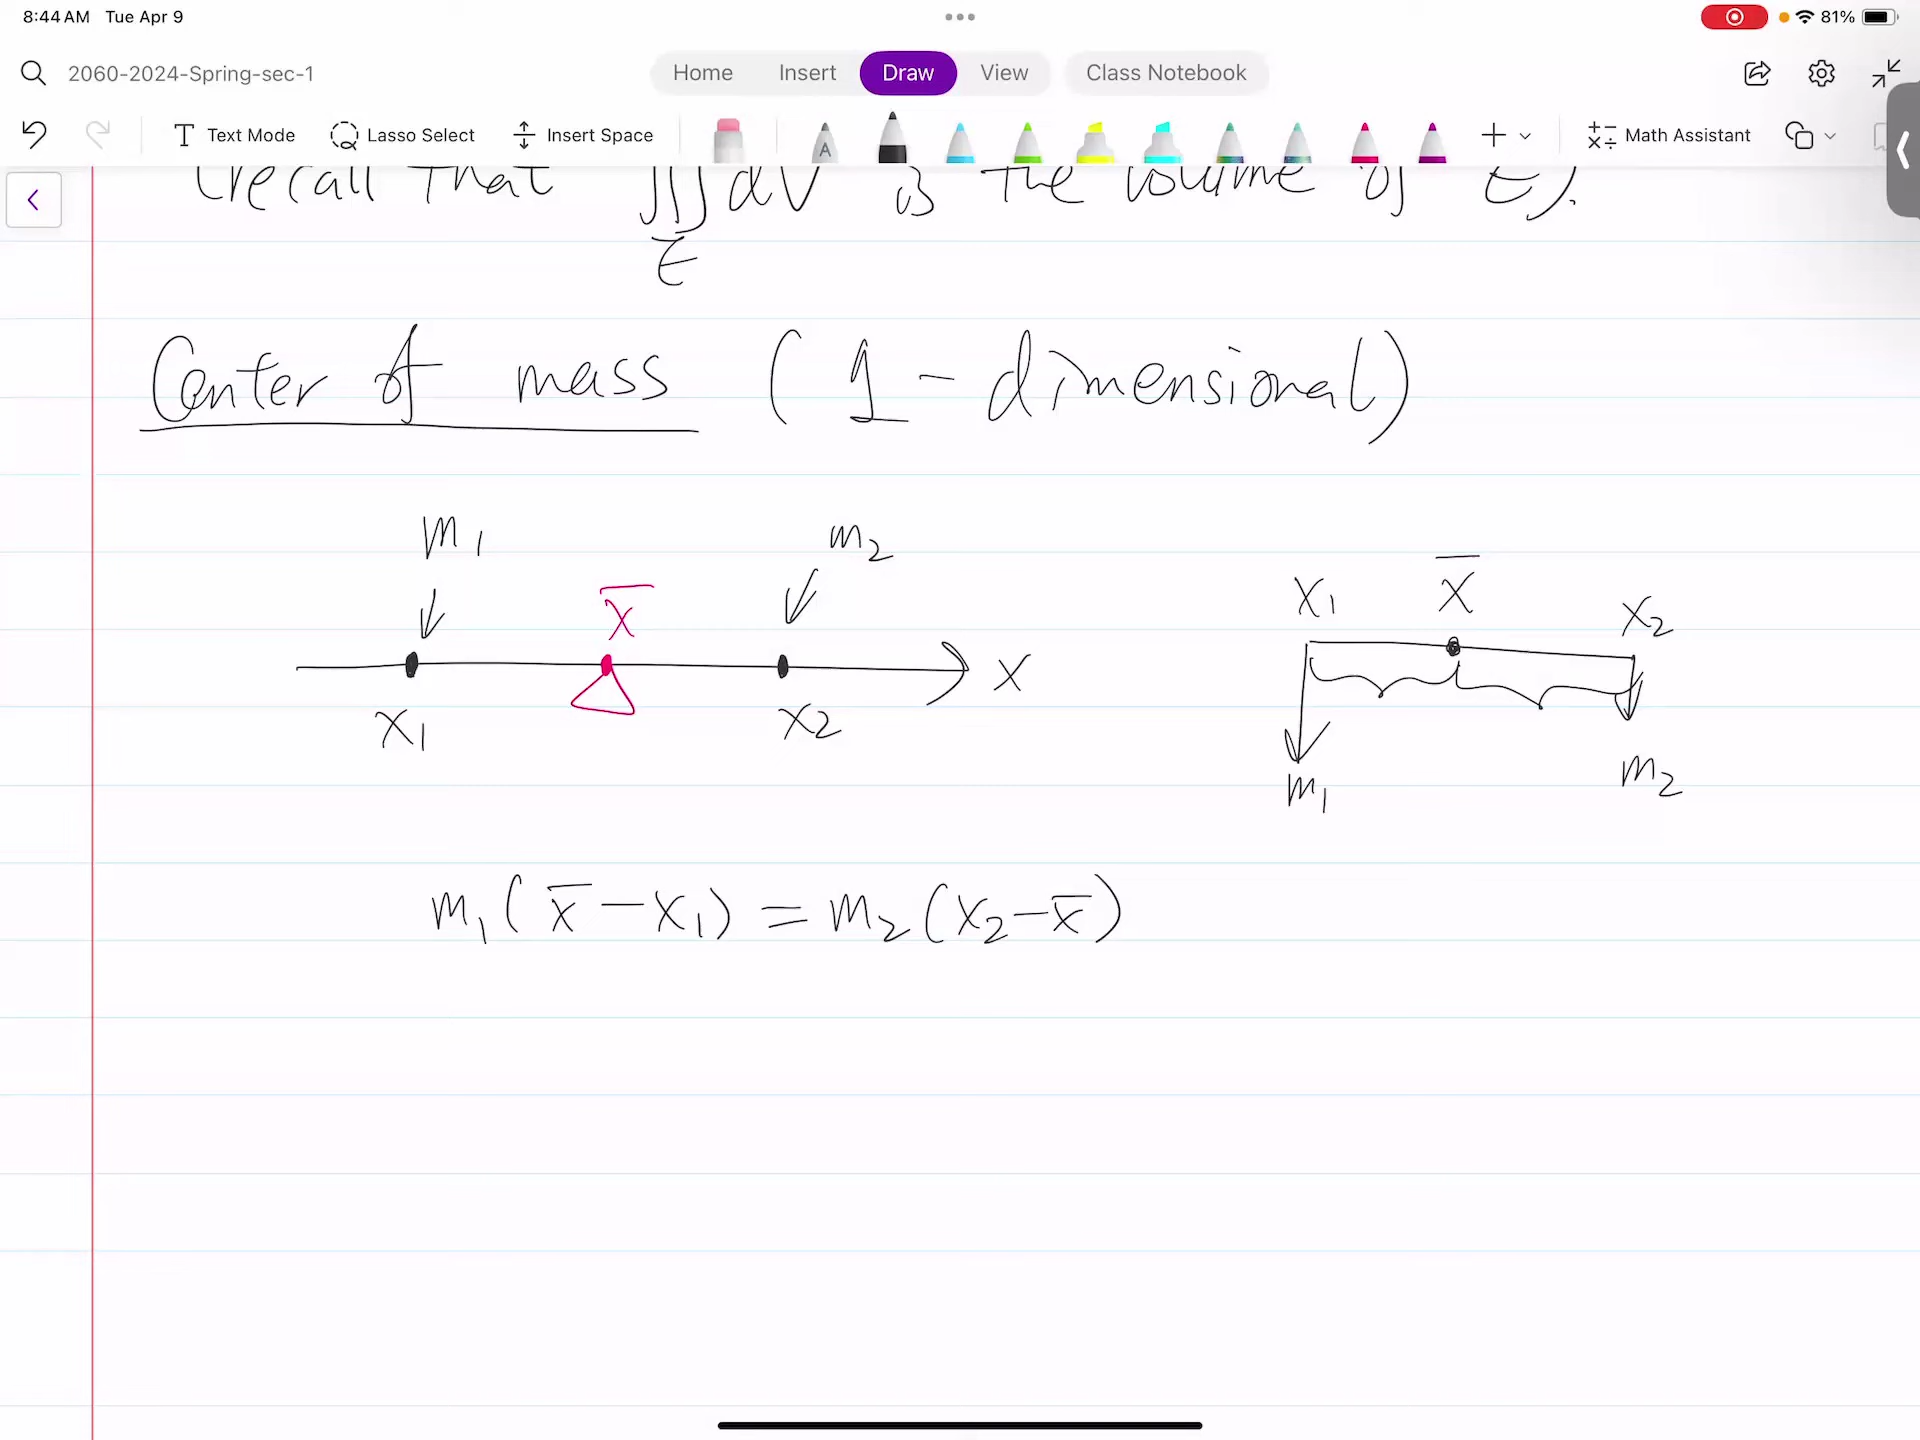 8:44 AM Tue Apr 9
81%
2060-2024-Spring-sec-1
Home Insert Draw View Class Notebook
Text Mode Lasso Select Insert Space Math Assistant
(recall that ∭dV is the volume of E).
E
Center of mass (1-dimensional)
m₁ m₂
x̄
x
x₁ x₂
x₁ x̄ x₂
m₁ m₂
m₁(x̄-x₁) = m₂(x₂-x̄)